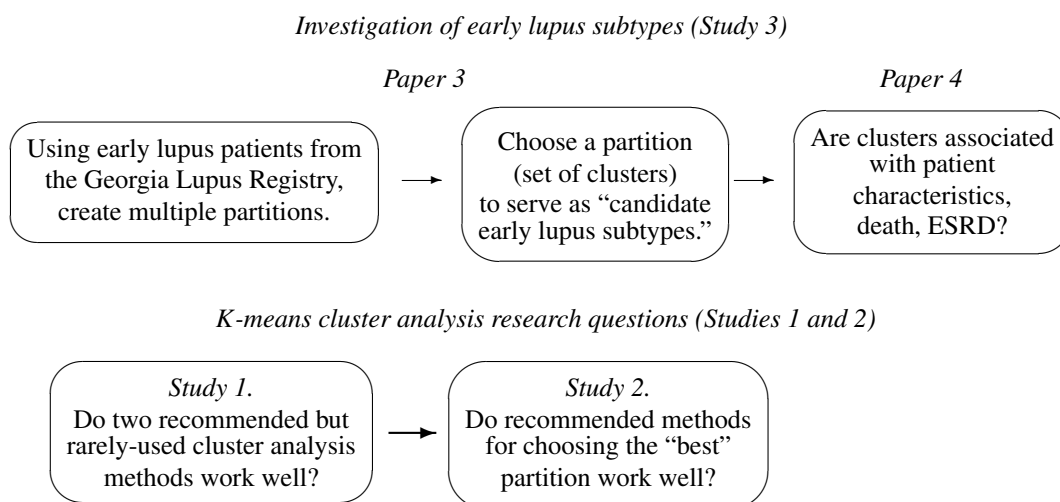 Investigation of early lupus subtypes (Study 3)
Paper 3
Paper 4
Using early lupus patients from
the Georgia Lupus Registry,
create multiple partitions.
Choose a partition
(set of clusters)
to serve as “candidate
early lupus subtypes.”
Are clusters associated
with patient
characteristics,
death, ESRD?
K-means cluster analysis research questions (Studies 1 and 2)
Study 1.
Do two recommended but
rarely-used cluster analysis
methods work well?
Study 2.
Do recommended methods
for choosing the “best”
partition work well?